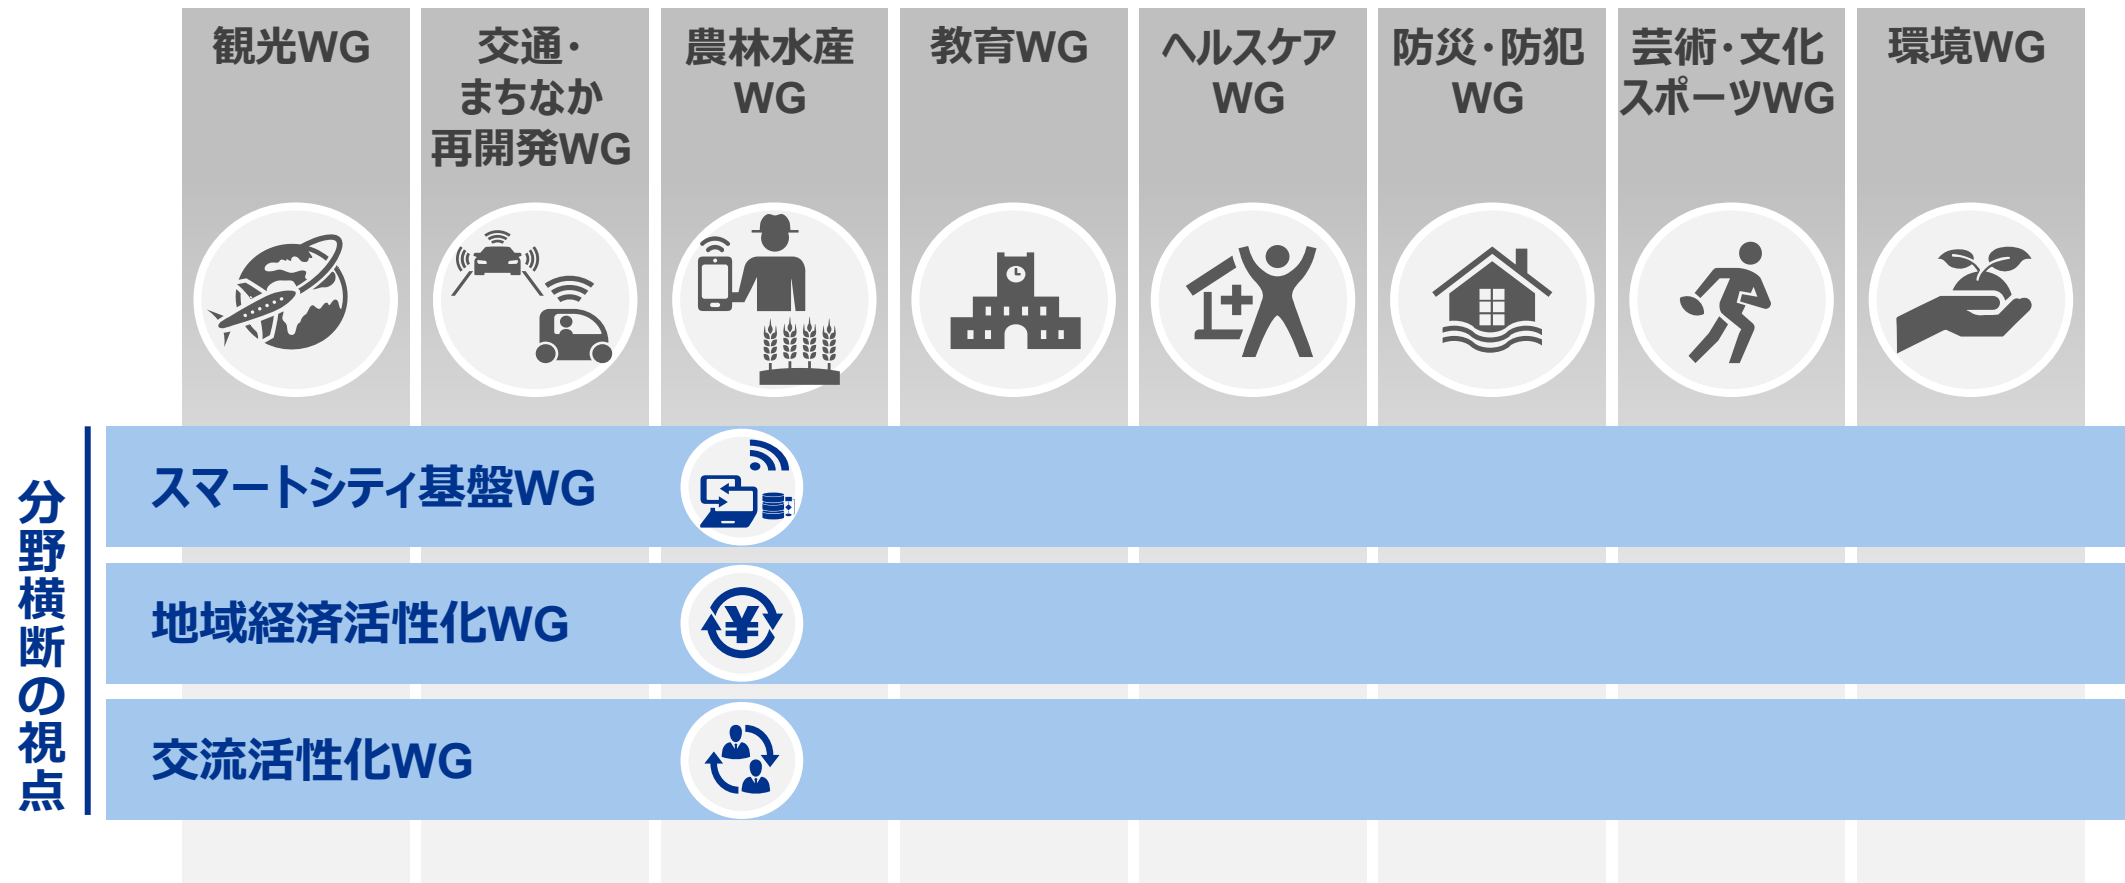 観光WG
交通・
まちなか
再開発WG
農林水産
WG
教育WG
ヘルスケア
WG
防災・防犯
WG
芸術・文化
スポーツWG
環境WG
分野横断の視点
スマートシティ基盤WG
地域経済活性化WG
¥
交流活性化WG